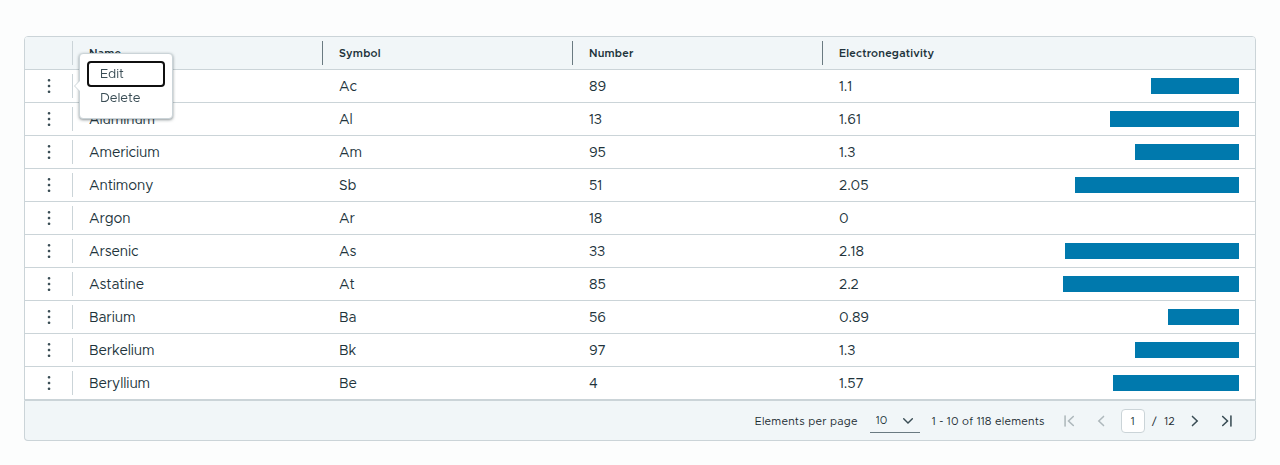 Name Symbol Number Electronegativity
Edit
Ac 89 1.1
Delete
Aluminum Al 13 1.61
Americium Am 95 1.3
Antimony Sb 51 2.05
Argon Ar 18 0
Arsenic As 33 2.18
Astatine At 85 2.2
Barium Ba 56 0.89
Berkelium Bk 97 1.3
Beryllium Be 4 1.57
Elements per page 10 1 - 10 of 118 elements 1 / 12